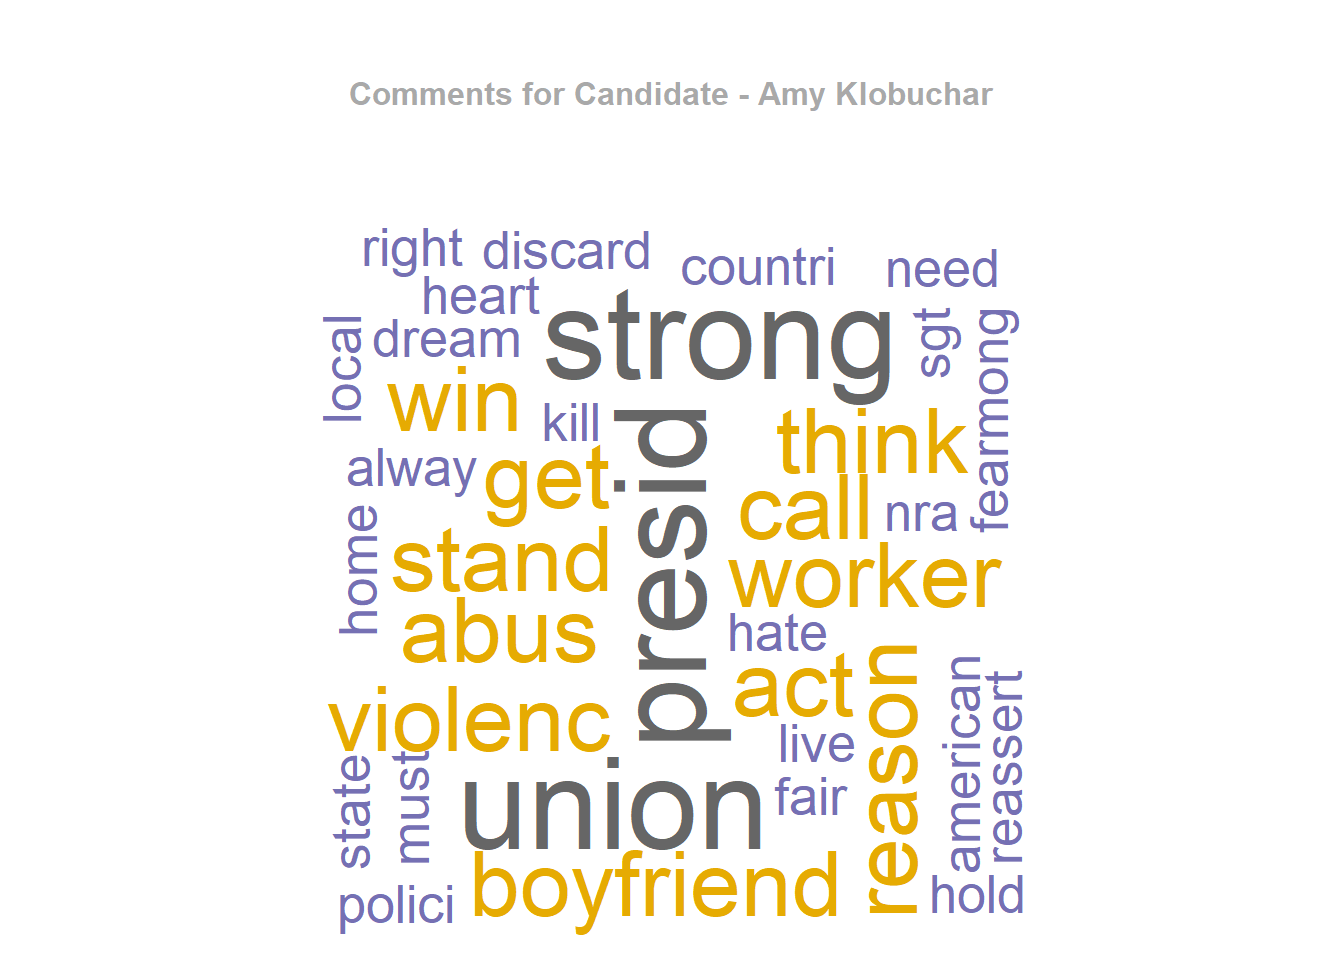 Comments for Candidate - Amy Klobuchar
right
discard
countri
need
heart
strong
sgt
local
dream
fearmong
win
kill
presid
think
alway
get
call
nra
home
stand
worker
abus
hate
act
reason
american
reassert
violenc
live
state
must
union
fair
boyfriend
hold
polici